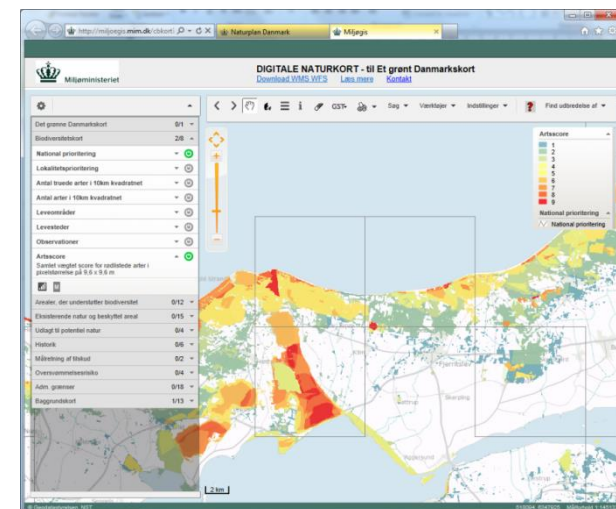 http://miljoegis.mim.dk/cbkort
Naturplan Danmark
Miljøgis
Miljøministeriet
DIGITALE NATURKORT - til Et grønt Danmarkskort
Download WMS WFS Læs mere Kontakt
GST
Søg
Værktøjer
Indstillinger
Find udbredelse af
Det grønne Danmarkskort 0/1
Biodiversitetskort 2/8
National prioritering
Lokalitetsprioritering
Antal truede arter i 10km kvadratnet
Antal arter i 10km kvadratnet
Leveområder
Levesteder
Observationer
Artsscore
Samlet vægtet score for rødlistede arter i
pixelstørrelse på 9,6 x 9,6 m
Arealer, der understøtter biodiversitet 0/12
Eksisterende natur og beskyttet areal 0/15
Udlagt til potentiel natur 0/4
Historik 0/6
Målretning af tilskud 0/2
Oversvømmelsesrisiko 0/4
Adm. grænser 0/18
Baggrundskort 1/13
Artsscore
1
2
3
4
5
6
7
8
9
National prioritering
National prioritering
2 km